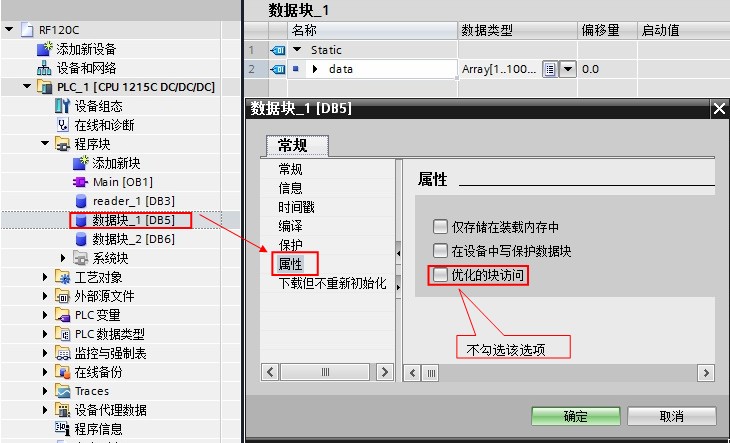 RF120C
添加新设备
设备和网络
PLC_1 [CPU 1215C DC/DC/DC]
设备组态
在线和诊断
程序块
添加新块
Main [OB1]
reader_1 [DB3]
数据块_1 [DB5]
数据块_2 [DB6]
系统块
工艺对象
外部源文件
PLC 变量
PLC 数据类型
监控与强制表
在线备份
Traces
设备代理数据
程序信息
数据块_1
名称 数据类型 偏移量 启动值
1 Static
2 data Array[1..100... 0.0
数据块_1 [DB5]
常规
常规
信息
时间戳
编译
保护
属性
下载但不重新初始化
属性
仅存储在装载内存中
在设备中写保护数据块
优化的块访问
不勾选该选项
确定 取消